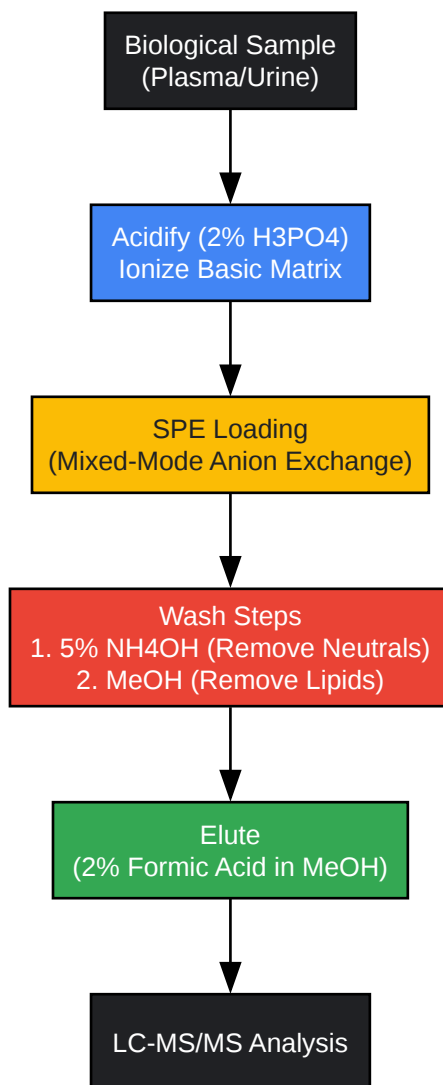 Biological Sample
(Plasma/Urine)
Acidify (2% H3PO4)
Ionize Basic Matrix
SPE Loading
(Mixed-Mode Anion Exchange)
Wash Steps
1. 5% NH4OH (Remove Neutrals)
2. MeOH (Remove Lipids)
Elute
(2% Formic Acid in MeOH)
LC-MS/MS Analysis